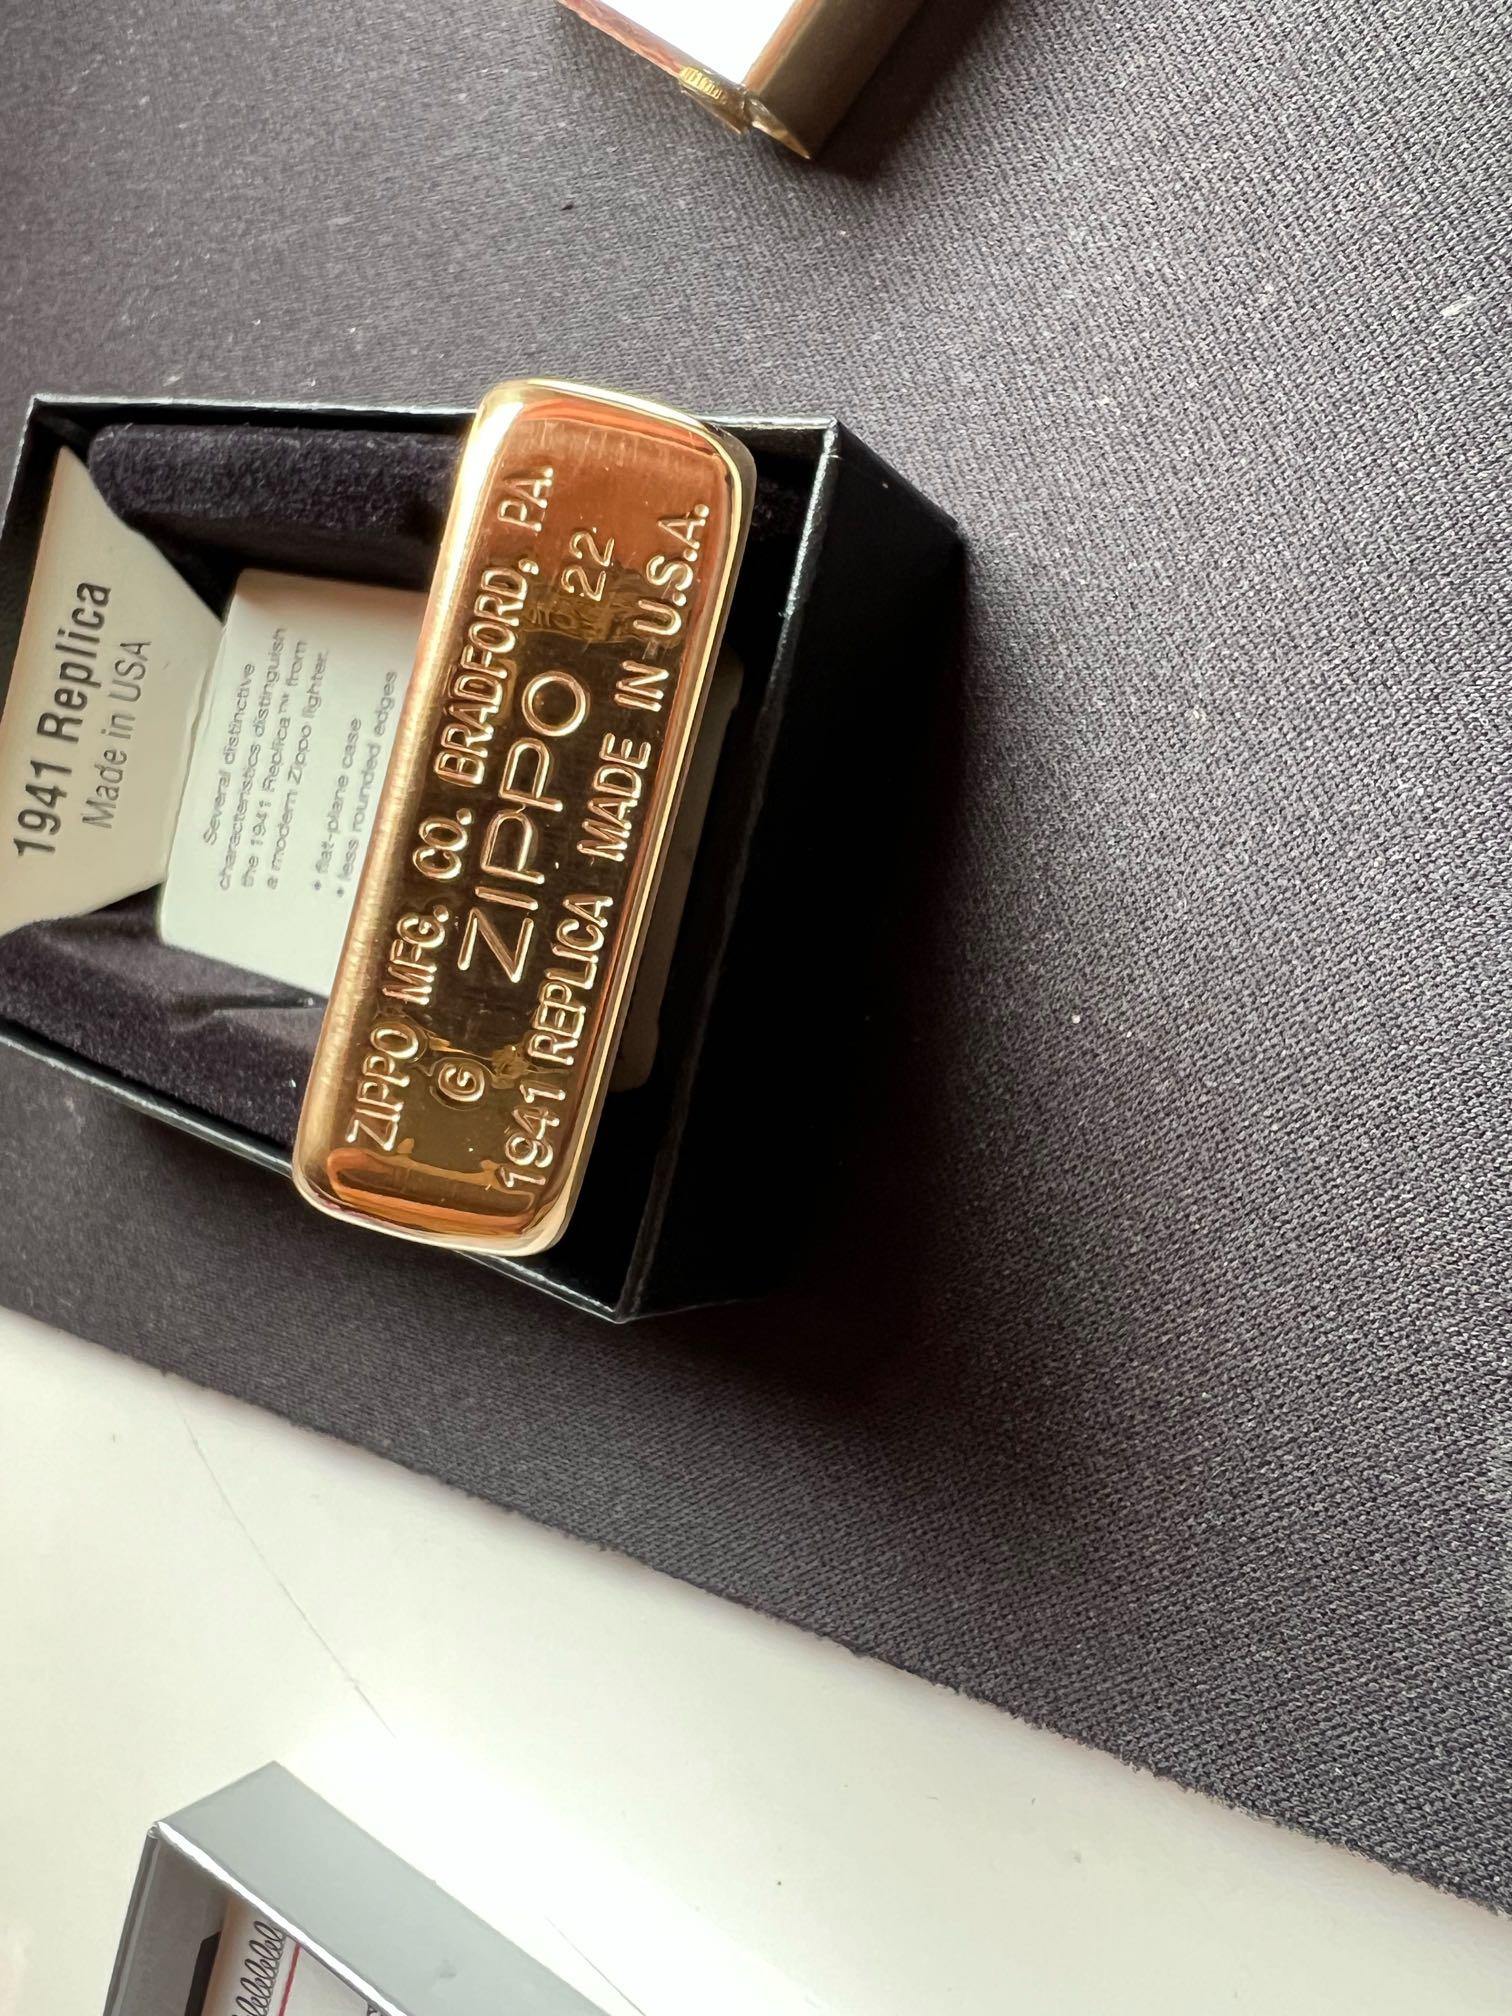 1941 Replica
Made in USA
Several distinctive
characteristics distinguish
the 1941 Replica™ from
a modern Zippo lighter.
• flat-plane case
• less rounded edges
ZIPPO MFG. CO. BRADFORD, PA.
G ZIPPO 22
1941 REPLICA MADE IN U.S.A.